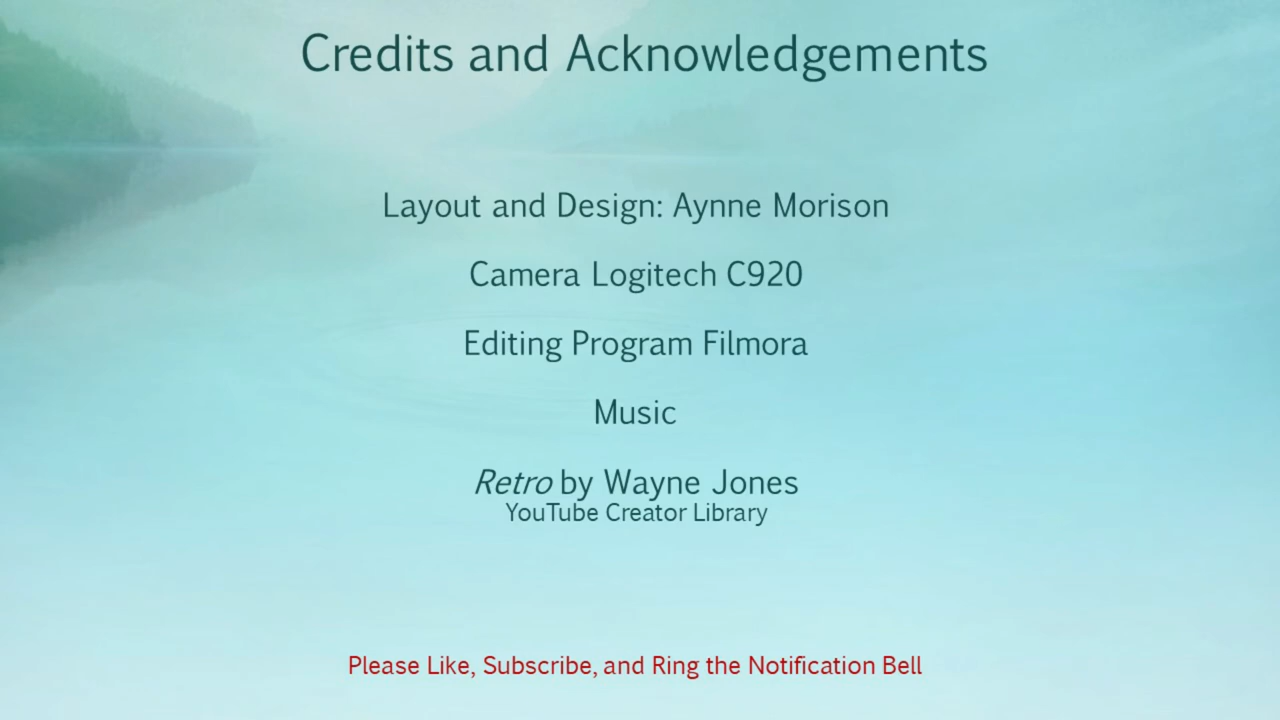 Credits and Acknowledgements
Layout and Design: Aynne Morison
Camera Logitech C920
Editing Program Filmora
Music
Retro by Wayne Jones
YouTube Creator Library
Please Like, Subscribe, and Ring the Notification Bell